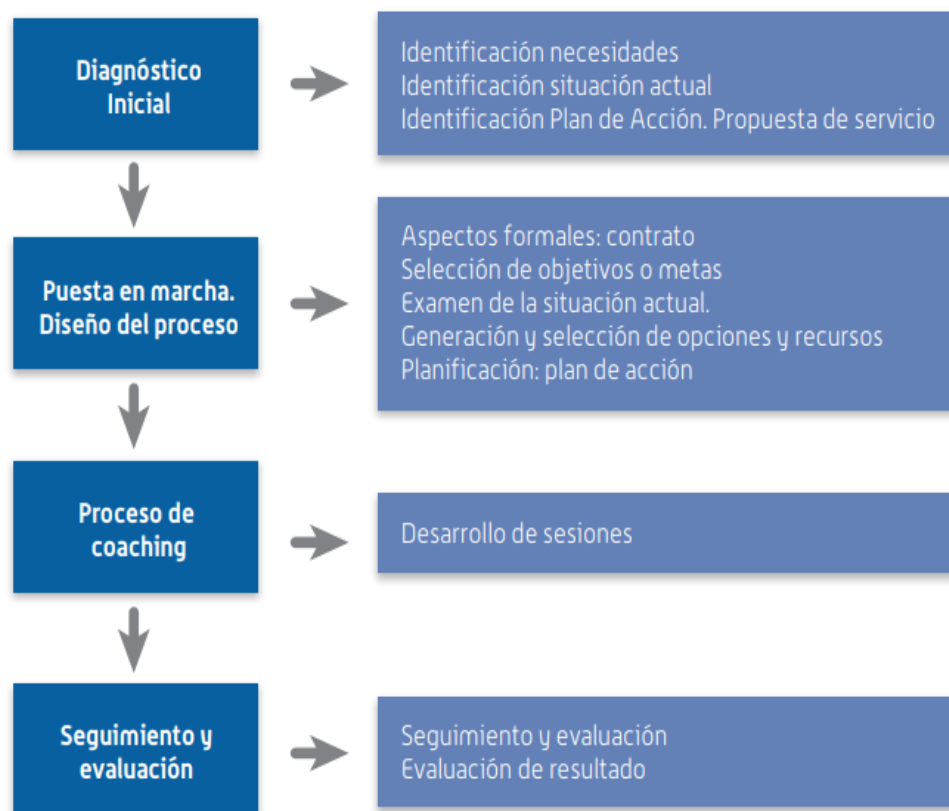 Diagnóstico
Inicial
Identificación necesidades
Identificación situación actual
Identificación Plan de Acción. Propuesta de servicio
Puesta en marcha.
Diseño del proceso
Aspectos formales: contrato
Selección de objetivos o metas
Examen de la situación actual.
Generación y selección de opciones y recursos
Planificación: plan de acción
Proceso de
coaching
Desarrollo de sesiones
Seguimiento y
evaluación
Seguimiento y evaluación
Evaluación de resultado